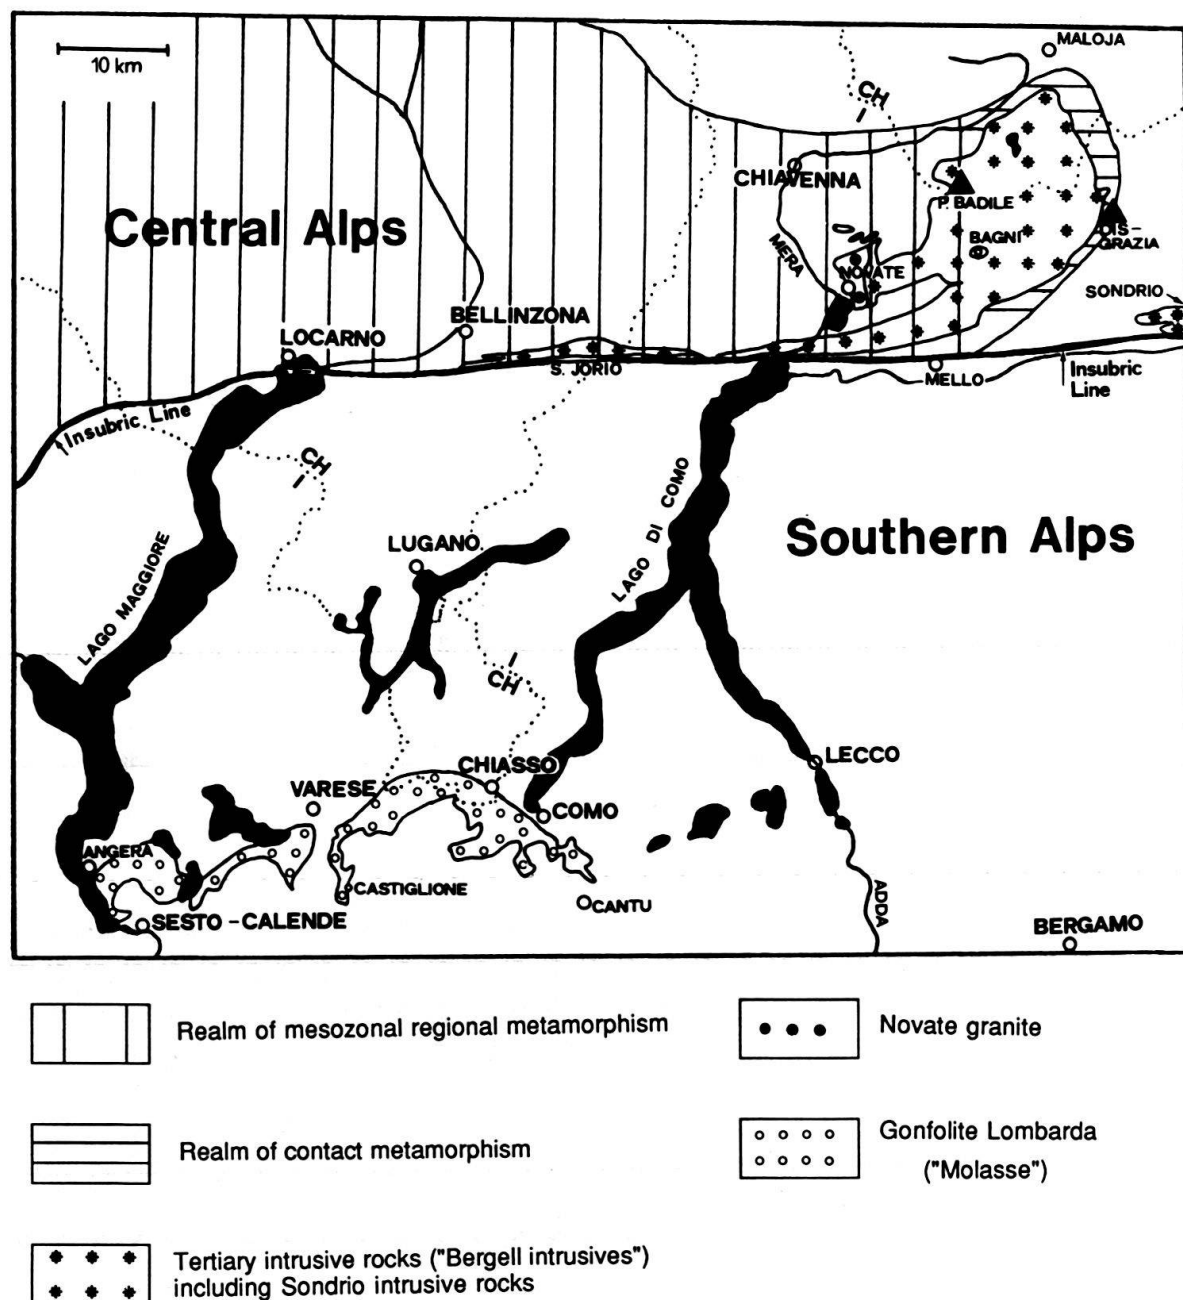 10 km
MALOJA
CH
CHIAVENNA
P. BADILE
Central Alps
DIS-
GRAZIA
BAGNI
MERA
NOVATE
SONDRIO
BELLINZONA
LOCARNO
S. JORIO
MELLO
Insubric
Line
Insubric Line
CH
LAGO DI COMO
Southern Alps
LUGANO
LAGO MAGGIORE
CH
LECCO
CHIASSO
VARESE
COMO
ANGERA
CASTIGLIONE
CANTU
ADDA
SESTO - CALENDE
BERGAMO
Realm of mesozonal regional metamorphism
Novate granite
Realm of contact metamorphism
Gonfolite Lombarda
("Molasse")
Tertiary intrusive rocks ("Bergell intrusives")
including Sondrio intrusive rocks